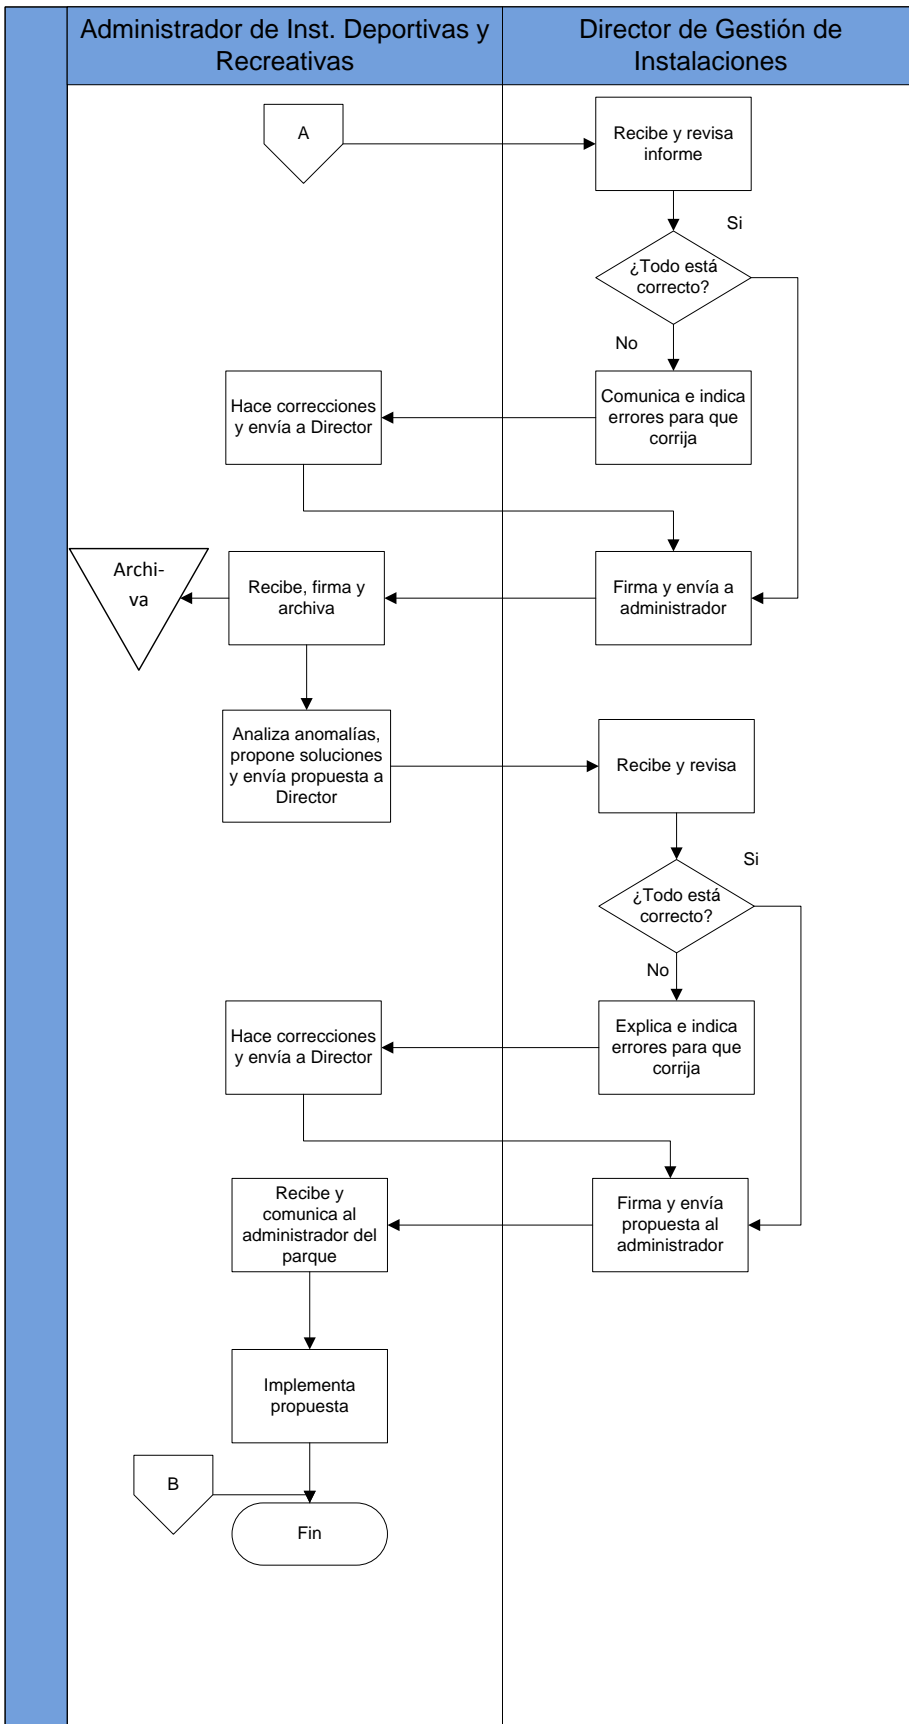 Administrador de Inst. Deportivas y
Recreativas
Director de Gestión de
Instalaciones
A
Recibe y revisa
informe
Si
¿Todo está
correcto?
No
Hace correcciones
y envía a Director
Comunica e indica
errores para que
corrija
Archi-
va
Recibe, firma y
archiva
Firma y envía a
administrador
Analiza anomalías,
propone soluciones
y envía propuesta a
Director
Recibe y revisa
Si
¿Todo está
correcto?
No
Hace correcciones
y envía a Director
Explica e indica
errores para que
corrija
Recibe y
comunica al
administrador del
parque
Firma y envía
propuesta al
administrador
Implementa
propuesta
B
Fin